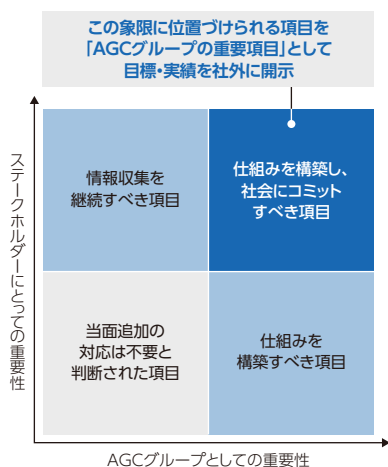 この象限に位置づけられる項目を
「AGCグループの重要項目」として
目標・実績を社外に開示
ステークホルダーにとっての重要性
情報収集を
継続すべき項目
仕組みを構築し、
社会にコミット
すべき項目
当面追加の
対応は不要と
判断された項目
仕組みを
構築すべき項目
AGCグループとしての重要性